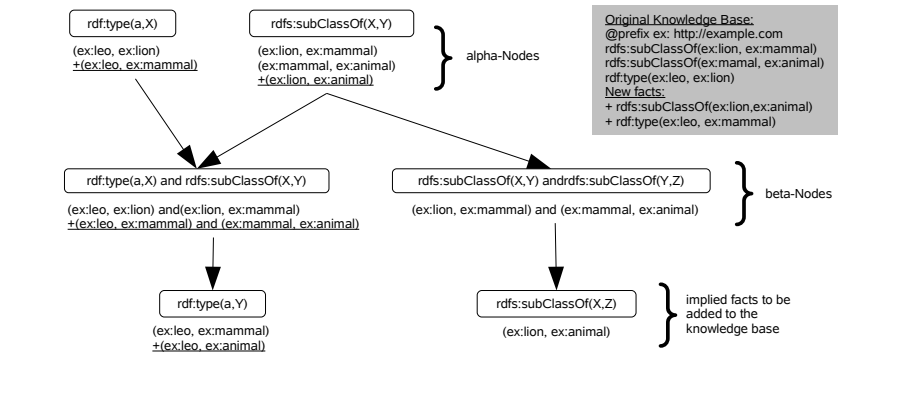 rdf:type(a,X)
rdfs:subClassOf(X,Y)
(ex:leo, ex:lion)
+(ex:leo, ex:mammal)
(ex:lion, ex:mammal)
(ex:mammal, ex:animal)
+(ex:lion, ex:animal)
alpha-Nodes
Original Knowledge Base:
@prefix ex: http://example.com
rdfs:subClassOf(ex:lion, ex:mammal)
rdfs:subClassOf(ex:mamal, ex:animal)
rdf:type(ex:leo, ex:lion)
New facts:
+ rdfs:subClassOf(ex:lion,ex:animal)
+ rdf:type(ex:leo, ex:mammal)
rdf:type(a,X) and rdfs:subClassOf(X,Y)
rdfs:subClassOf(X,Y) andrdfs:subClassOf(Y,Z)
(ex:leo, ex:lion) and(ex:lion, ex:mammal)
+(ex:leo, ex:mammal) and (ex:mammal, ex:animal)
(ex:lion, ex:mammal) and (ex:mammal, ex:animal)
beta-Nodes
rdf:type(a,Y)
rdfs:subClassOf(X,Z)
(ex:leo, ex:mammal)
+(ex:leo, ex:animal)
(ex:lion, ex:animal)
implied facts to be
added to the
knowledge base